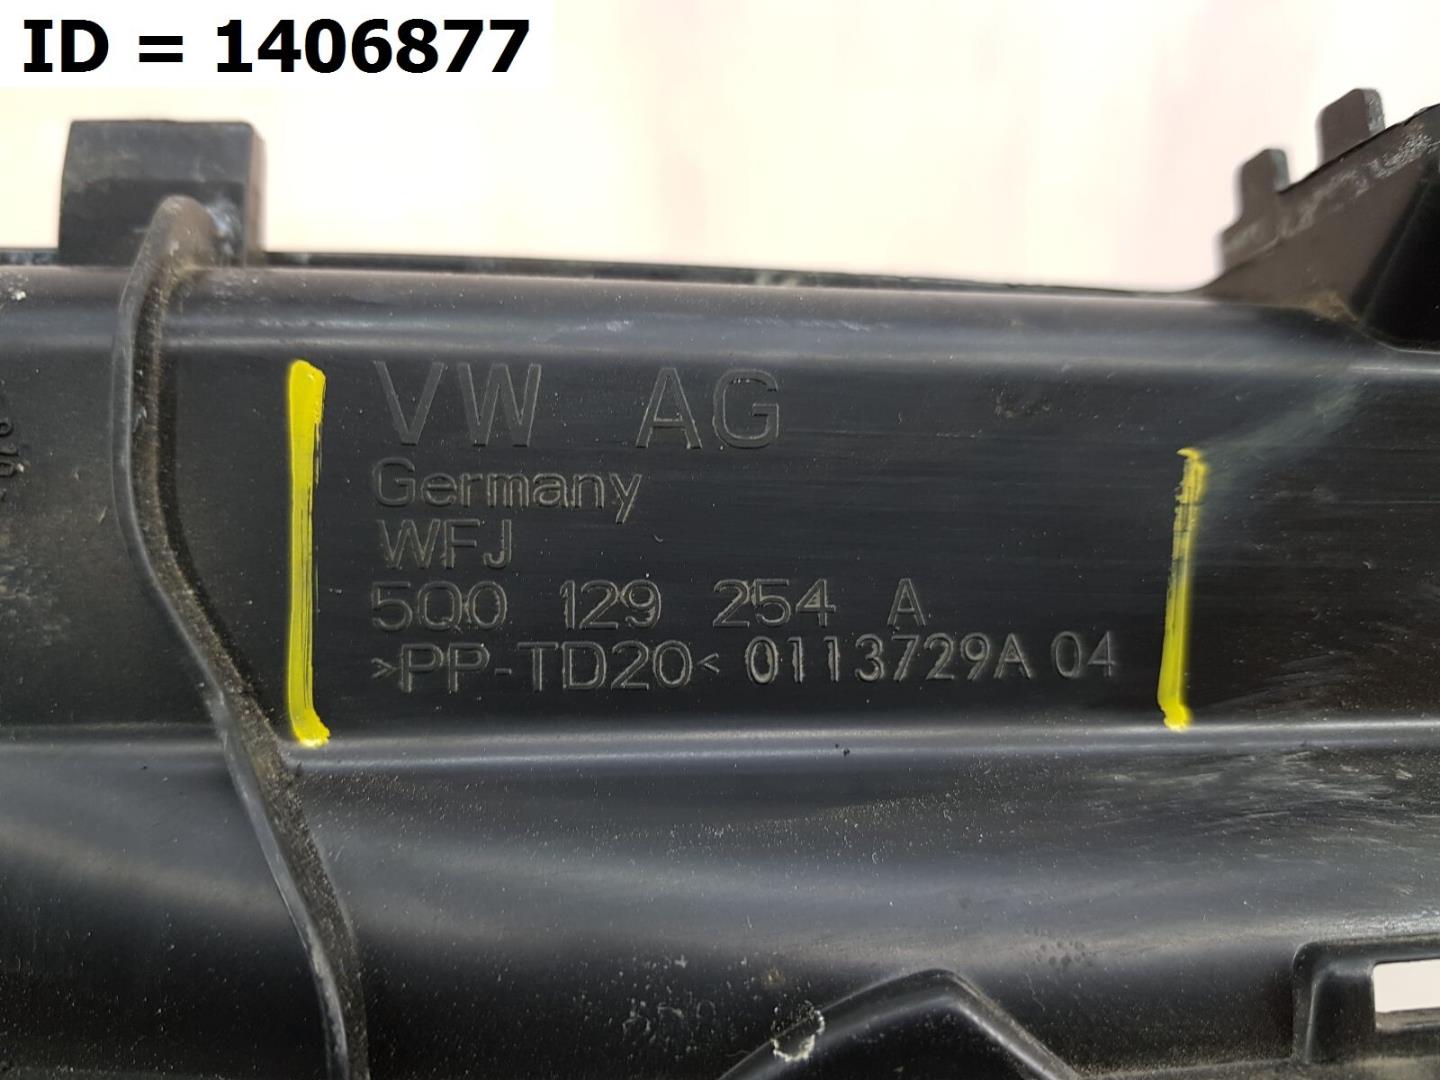 ID = 1406877
VW AG
Germany
WFJ
5Q0 129 254 A
>PP-TD20< 0113729A 04